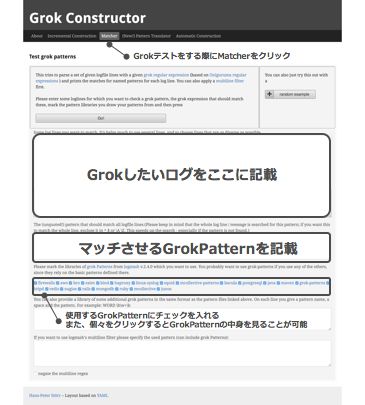 Grok Constructor
About Incremental Construction Matcher (New!) Pattern Translator Automatic Construction
Grokテストをする際にMatcherをクリック
Test grok patterns
This tries to parse a set of given logfile lines with a given grok regular expression (based on Oniguruma regular
expressions ) and prints the matches for named patterns for each log line. You can also apply a multiline filter
first.
You can also just try this out with
a
random example
Please enter some loglines for which you want to check a grok pattern, the grok expression that should match
these, mark the pattern libraries you draw your patterns from and then press
Go!
Grokしたいログをここに記載
The (unquoted!) pattern that should match all logfile lines.
マッチさせるGrokPatternを記載
Please mark the libraries of grok Patterns from logstash v.2.4.0 which you want to use. You probably want to use grok-patterns if you use any of the others,
since they rely on the basic patterns defined there.
firewalls aws bro exim bind haproxy linux-syslog squid mcollective-patterns bacula postgresql java maven grok-patterns
httpd redis nagios rails mongodb ruby mcollective junos
You can also provide a library of some additional grok patterns in the same format as the pattern files linked above. On each line you give a pattern name, a
space and the pattern. For example: WORD \b\w+\b
使用するGrokPatternにチェックを入れる
また、個々をクリックするとGrokPatternの中身を見ることが可能
If you want to use logstash's multiline filter please specify the used pattern (can include grok Patterns):
negate the multiline regex
Hans-Peter Störr – Layout based on YAML